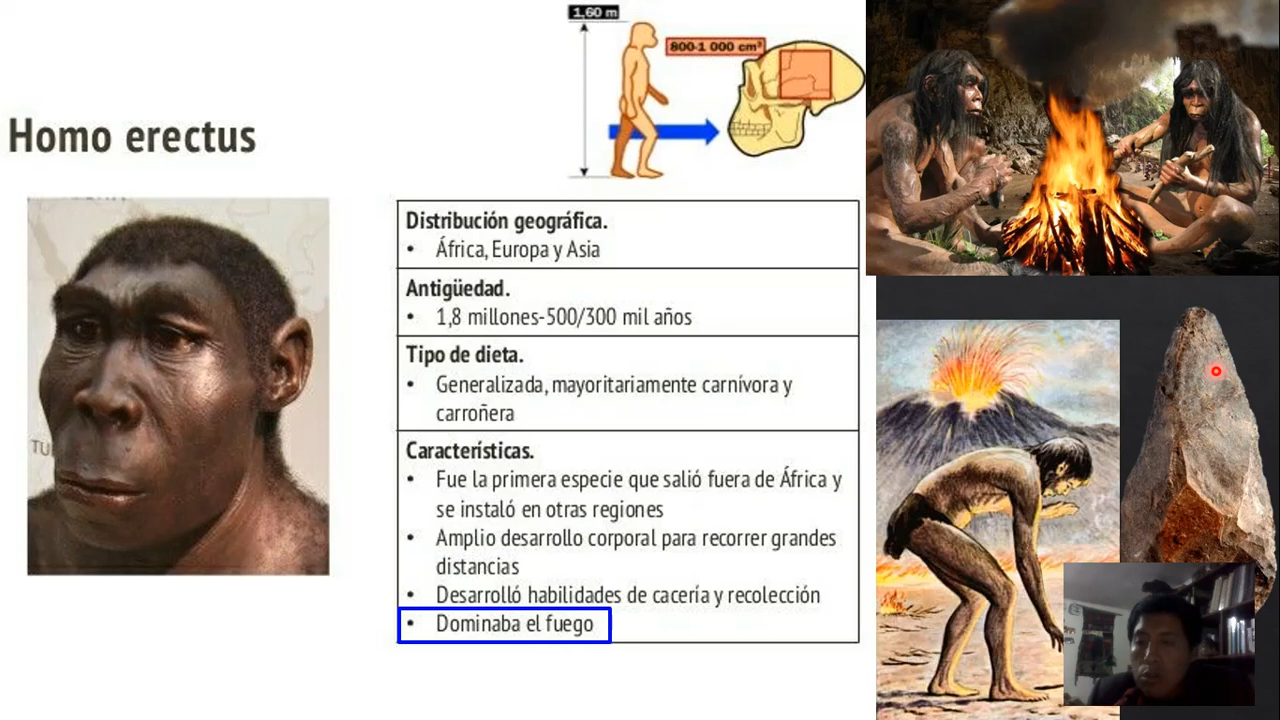 1,60 m
800-1 000 cm³
Homo erectus
Distribución geográfica.
• África, Europa y Asia
Antigüedad.
• 1,8 millones-500/300 mil años
Tipo de dieta.
• Generalizada, mayoritariamente carnívora y
carroñera
Características.
• Fue la primera especie que salió fuera de África y
se instaló en otras regiones
• Amplio desarrollo corporal para recorrer grandes
distancias
• Desarrolló habilidades de cacería y recolección
• Dominaba el fuego
TU